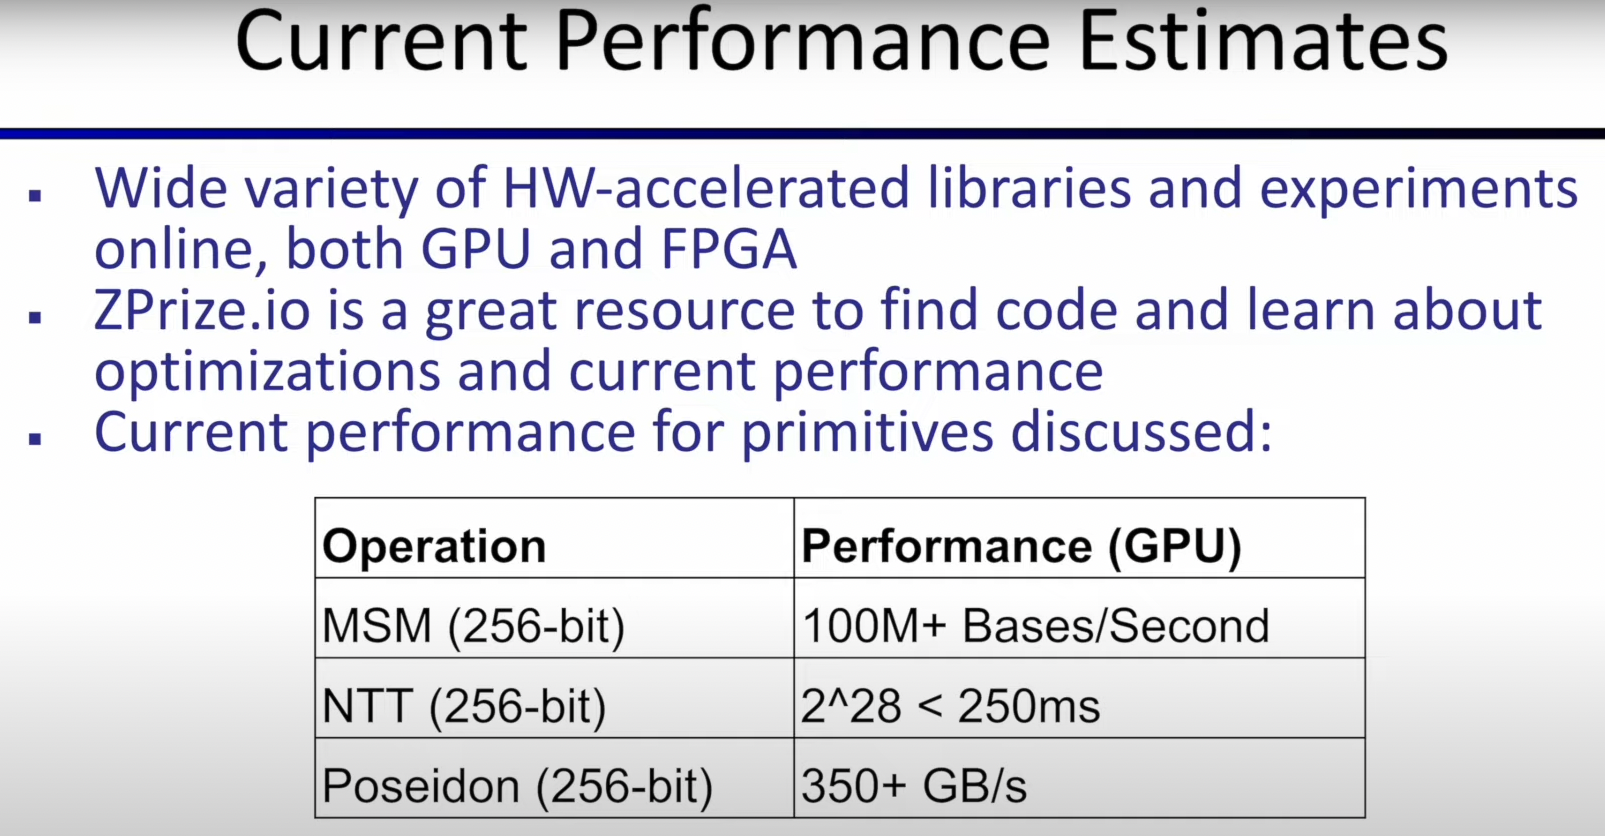 Current Performance Estimates
▪ Wide variety of HW-accelerated libraries and experiments
online, both GPU and FPGA
▪ ZPrize.io is a great resource to find code and learn about
optimizations and current performance
▪ Current performance for primitives discussed:
Operation Performance (GPU)
MSM (256-bit) 100M+ Bases/Second
NTT (256-bit) 2^28 < 250ms
Poseidon (256-bit) 350+ GB/s